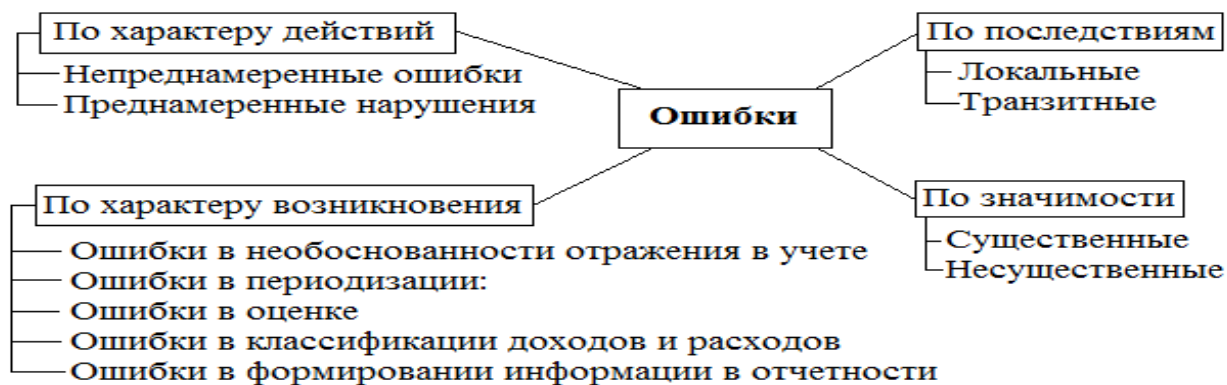 По характеру действий
Непреднамеренные ошибки
Преднамеренные нарушения
По последствиям
Локальные
Транзитные
Ошибки
По характеру возникновения
Ошибки в необоснованности отражения в учете
Ошибки в периодизации:
Ошибки в оценке
Ошибки в классификации доходов и расходов
Ошибки в формировании информации в отчетности
По значимости
Существенные
Несущественные